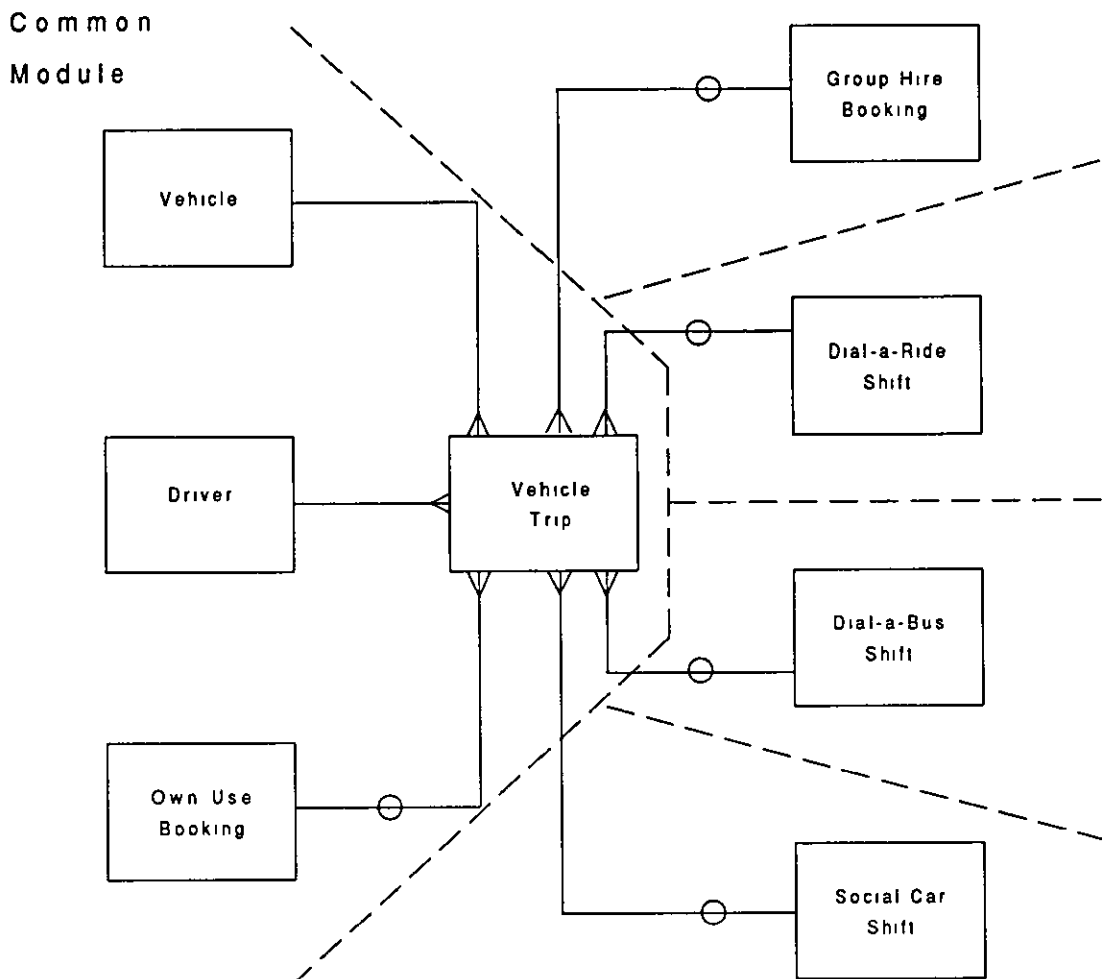 Common
Module
Group Hire
Booking
Vehicle
Dial-a-Ride
Shift
Driver
Vehicle
Trip
Dial-a-Bus
Shift
Own Use
Booking
Social Car
Shift